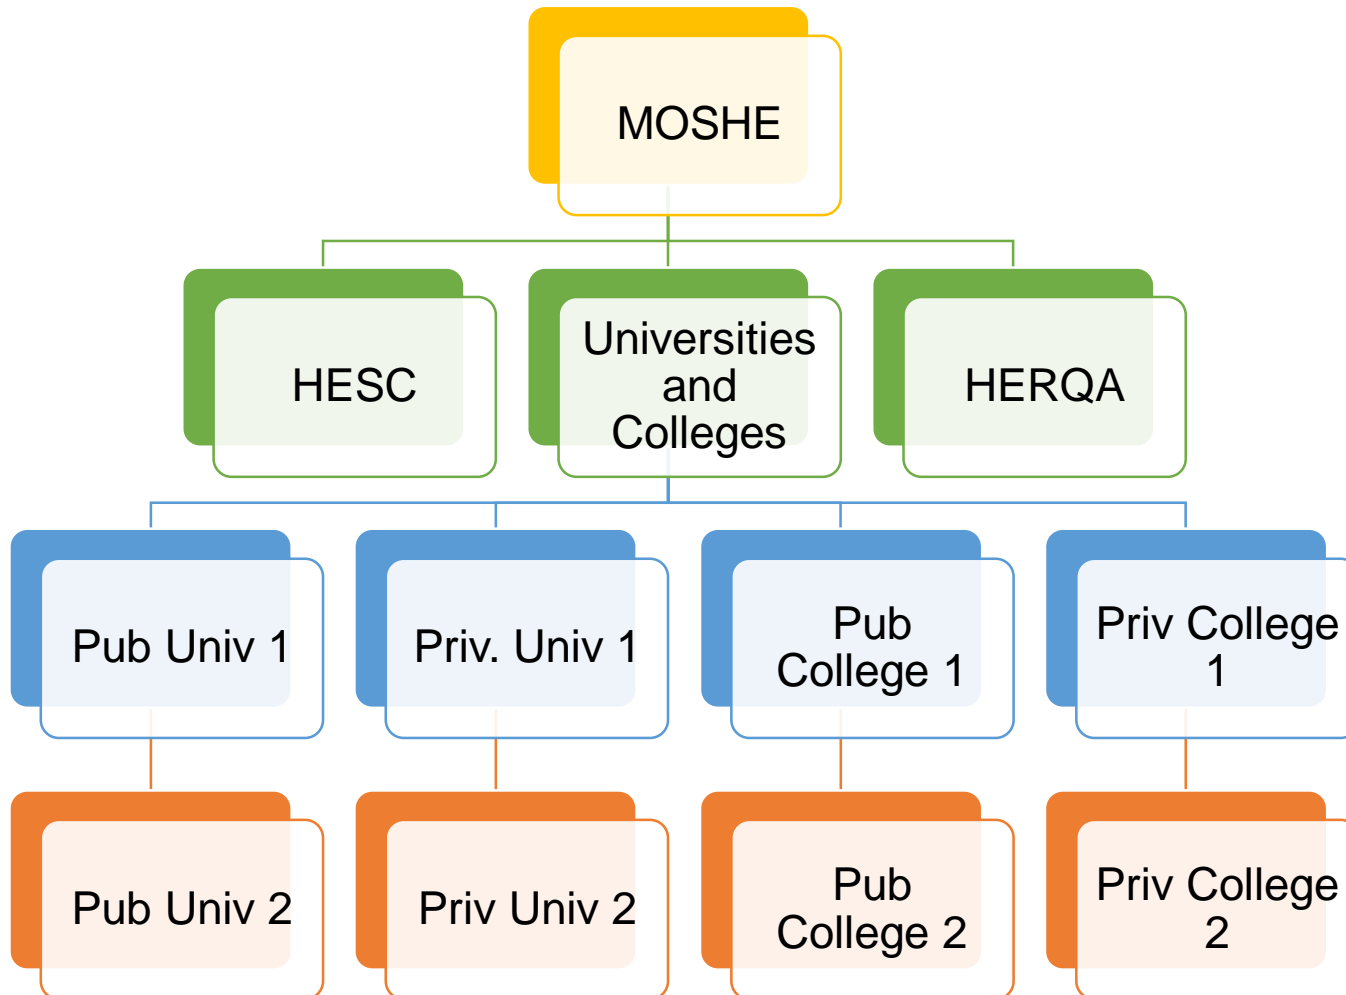 MOSHE
HESC
Universities
and
Colleges
HERQA
Pub Univ 1
Priv. Univ 1
Pub
College 1
Priv College
1
Pub Univ 2
Priv Univ 2
Pub
College 2
Priv College
2